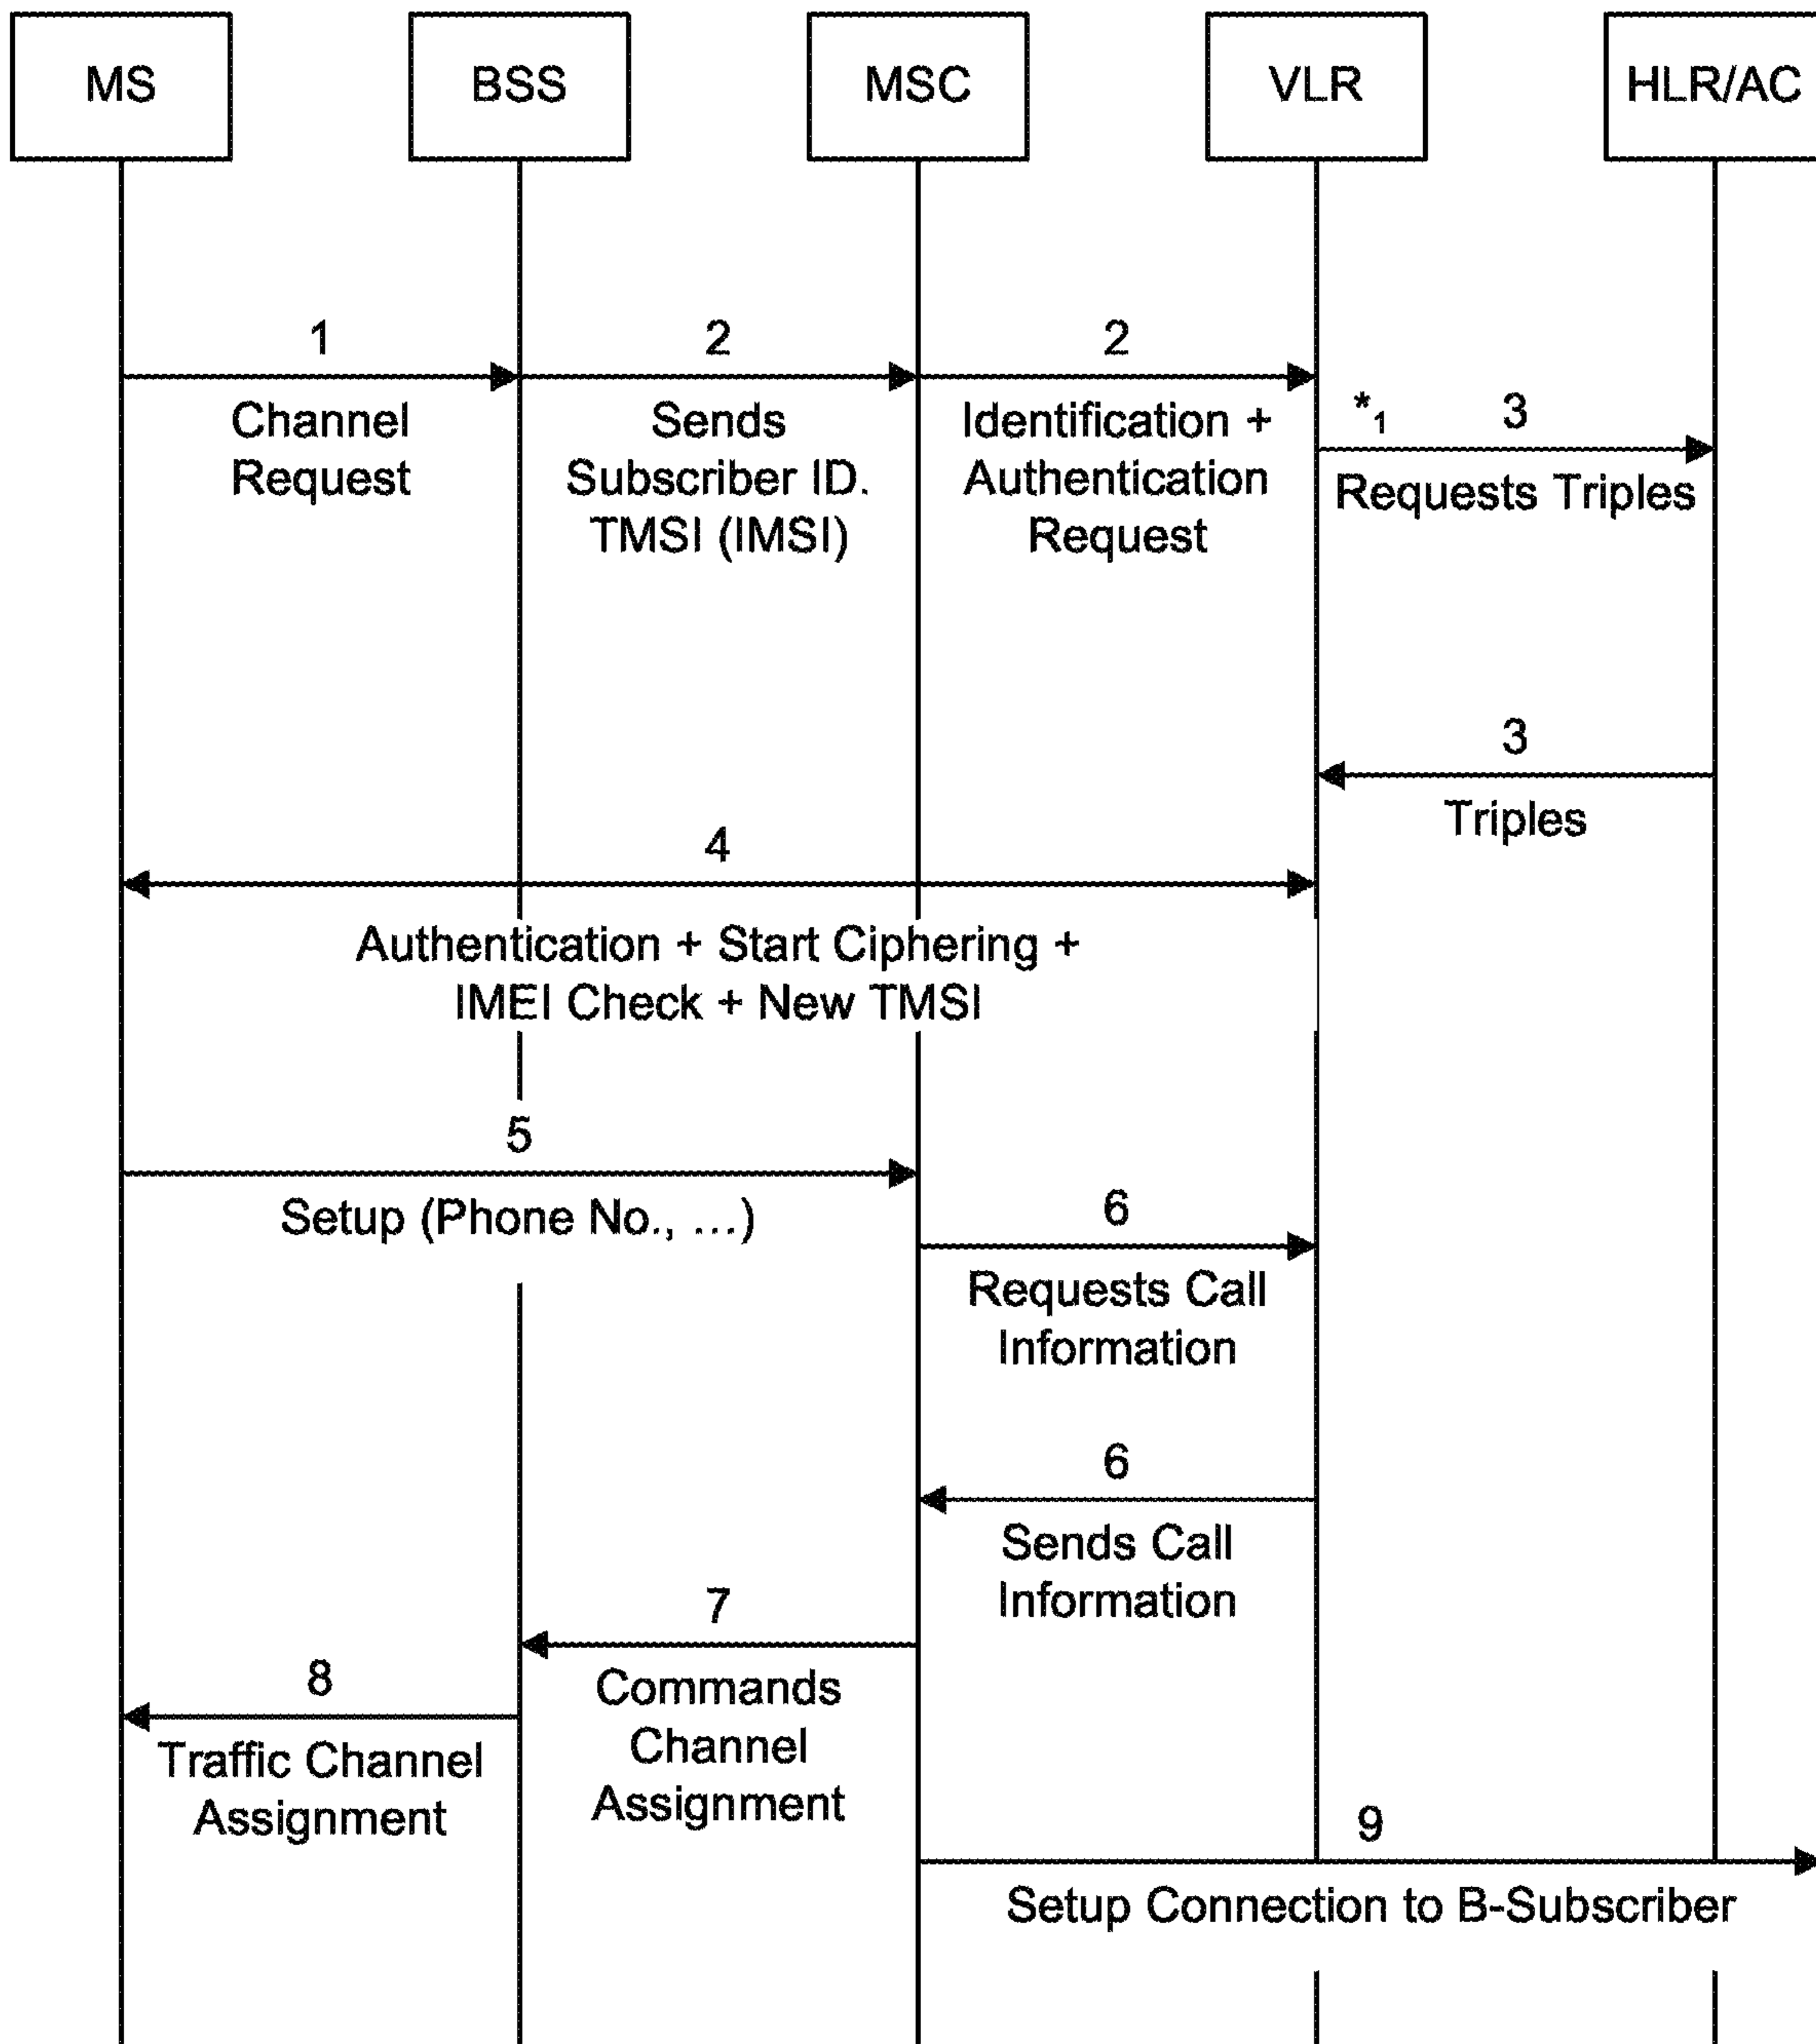 MS
BSS
MSC
VLR
HLR/AC
1
2
2
Channel
Request
Sends
Subscriber ID.
TMSI (IMSI)
Identification +
Authentication
Request
*1
3
Requests Triples
3
Triples
4
Authentication + Start Ciphering +
IMEI Check + New TMSI
5
Setup (Phone No., ...)
6
Requests Call
Information
6
Sends Call
Information
7
Commands
Channel
Assignment
8
Traffic Channel
Assignment
9
Setup Connection to B-Subscriber